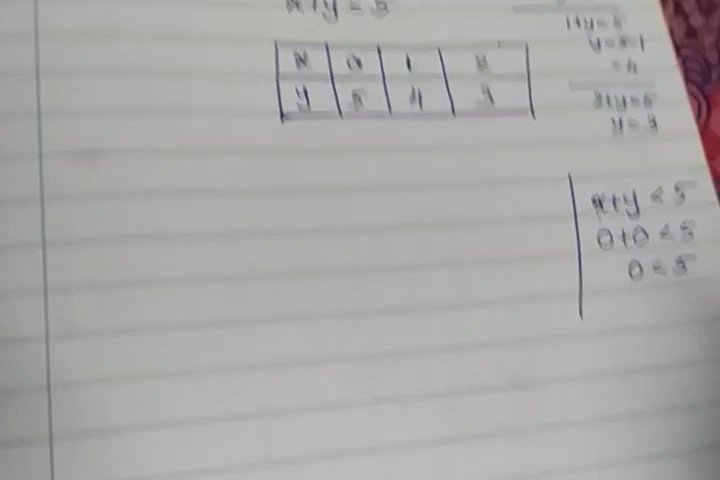 x+y = 5
x 0 1 2
y 5 4 3
1+y = 5
y = 5-1
= 4
2+y = 5
y = 3
x+y < 5
0+0 < 5
0 < 5